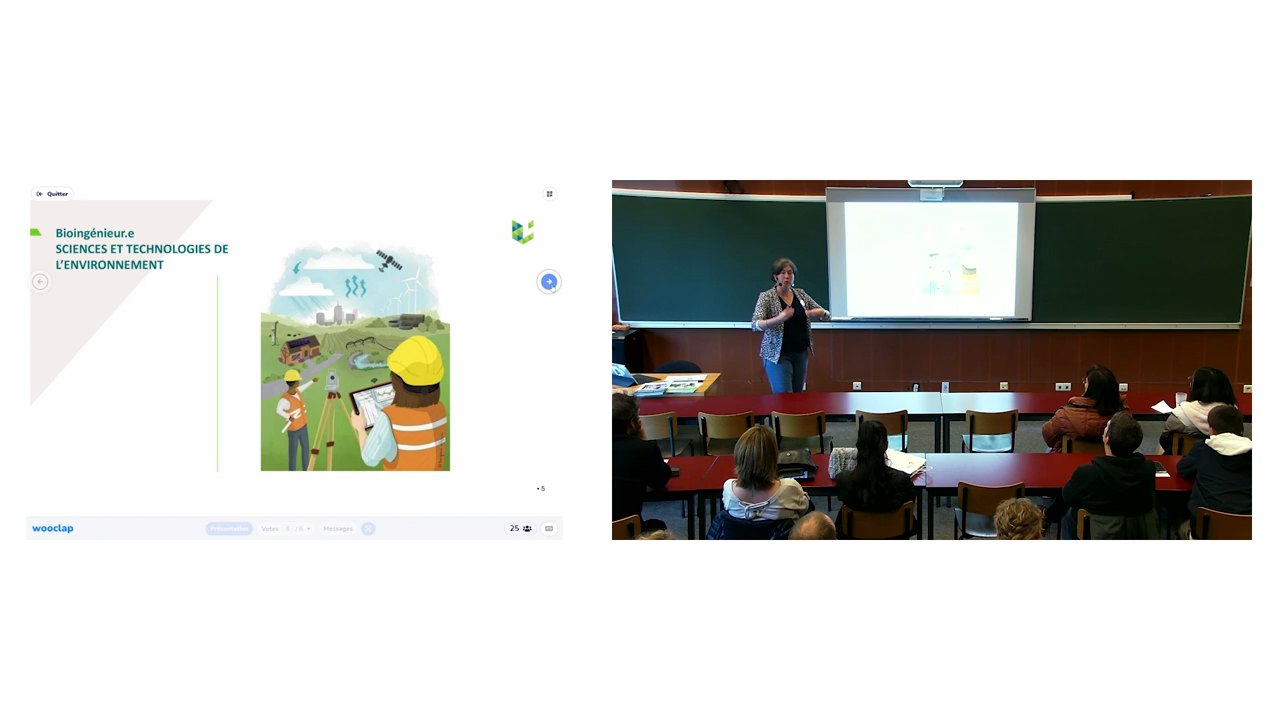 Quitter
Bioingénieur.e
SCIENCES ET TECHNOLOGIES DE
L'ENVIRONNEMENT
• 5
wooclap
Présentation
Votes
Messages
25